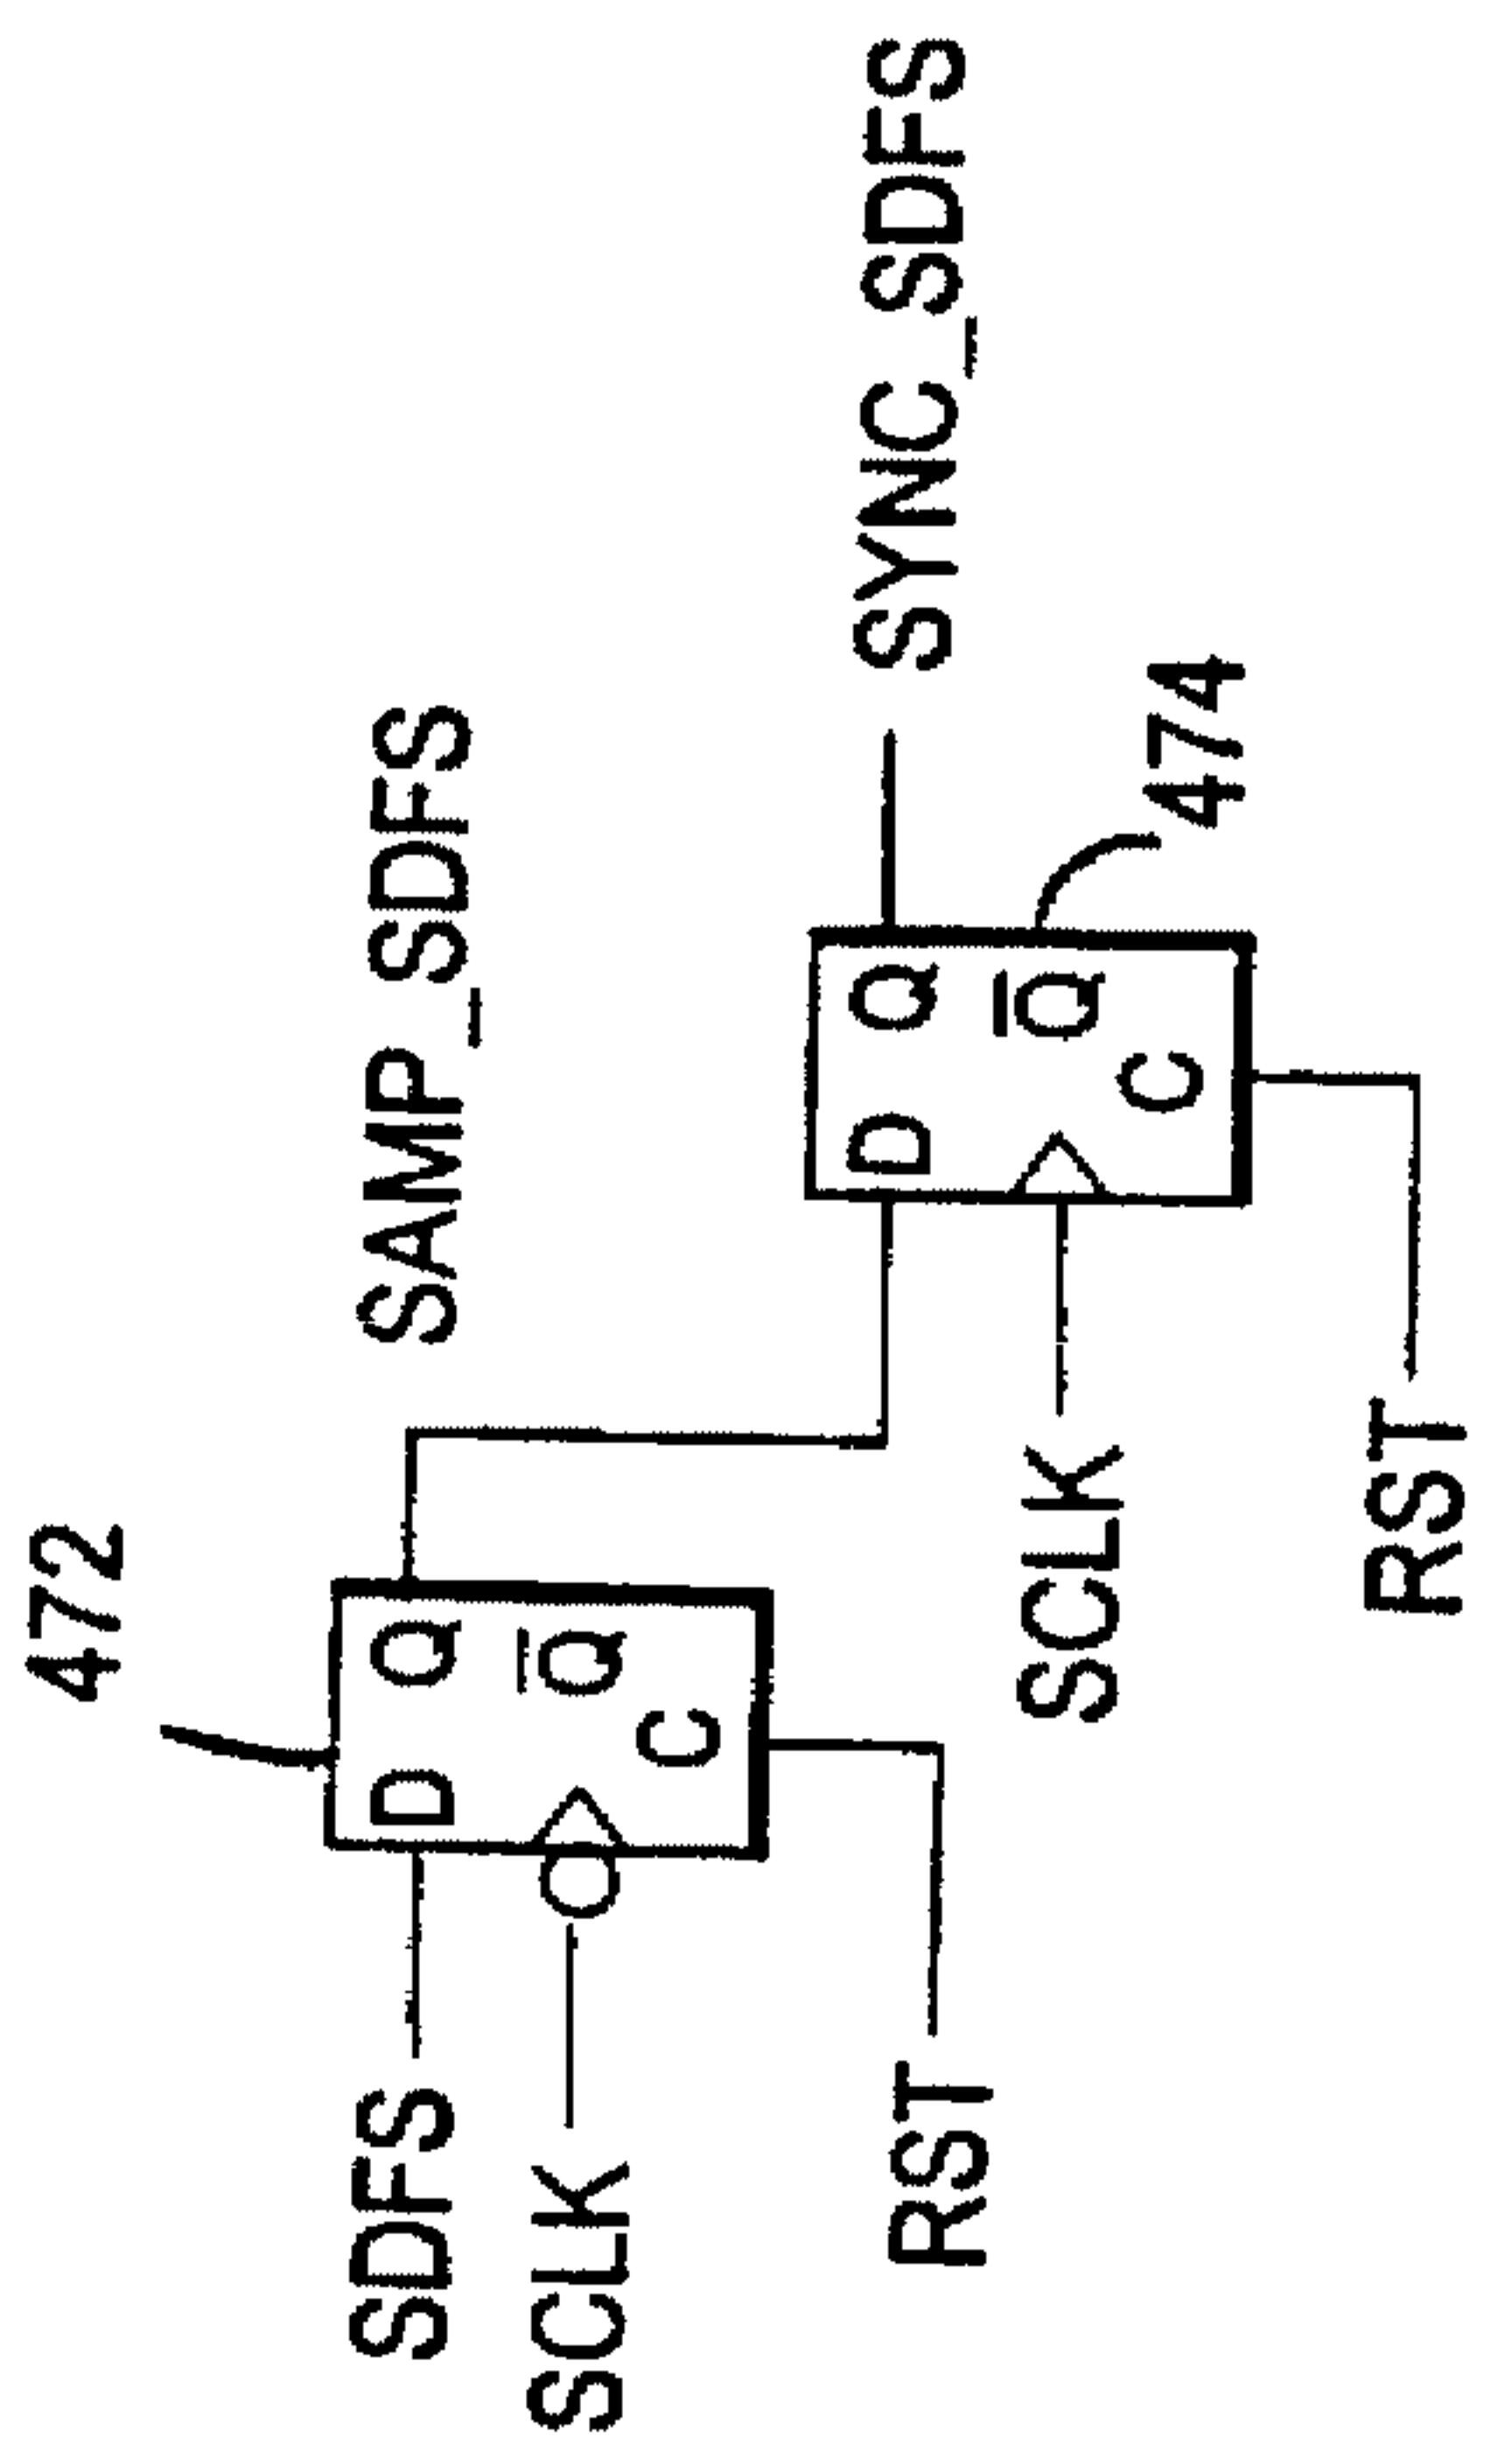 472
SAMP_SDFS
SDFS
D
Q
SCLK
Q̅
C
RST
SYNC_SDFS
D
Q
SCLK
Q̅
C
474
RST